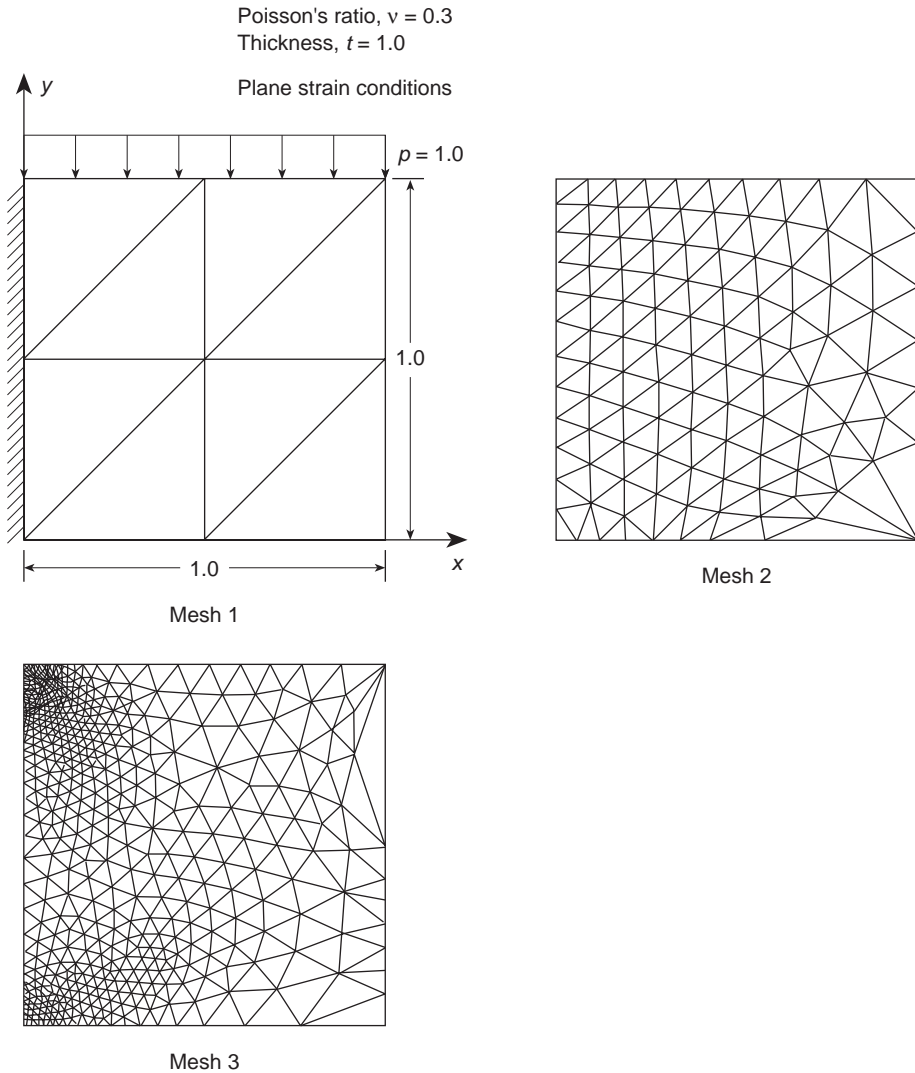 Poisson's ratio, ν = 0.3
Thickness, t = 1.0
Plane strain conditions
y
p = 1.0
1.0
1.0
x
Mesh 1
Mesh 2
Mesh 3